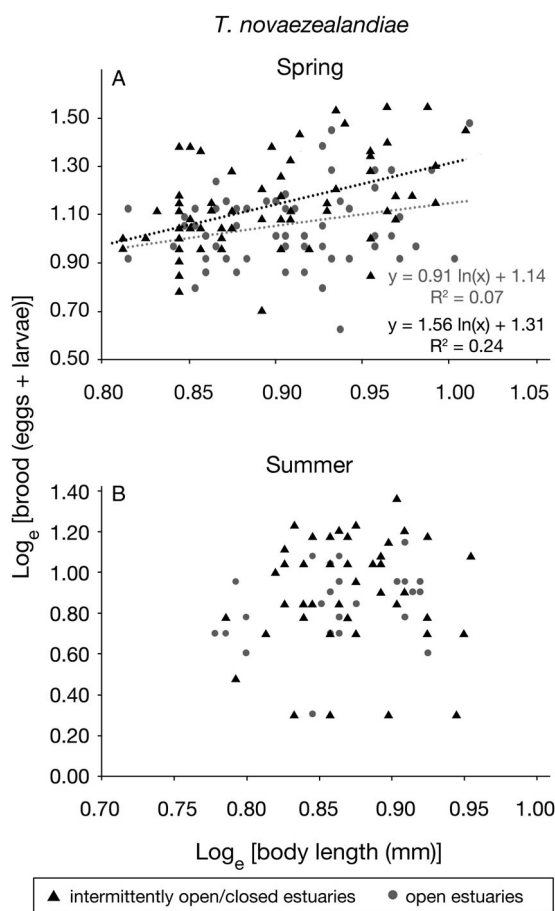 T. novaezealandiae
Spring
A
1.50
1.30
1.10
0.90
0.70
0.50
y = 0.91 ln(x) + 1.14
R² = 0.07
y = 1.56 ln(x) + 1.31
R² = 0.24
0.80 0.85 0.90 0.95 1.00 1.05
Logₑ [brood (eggs + larvae)]
Summer
B
1.40
1.20
1.00
0.80
0.60
0.40
0.20
0.00
0.70 0.75 0.80 0.85 0.90 0.95 1.00
Logₑ [body length (mm)]
▲ intermittently open/closed estuaries ● open estuaries